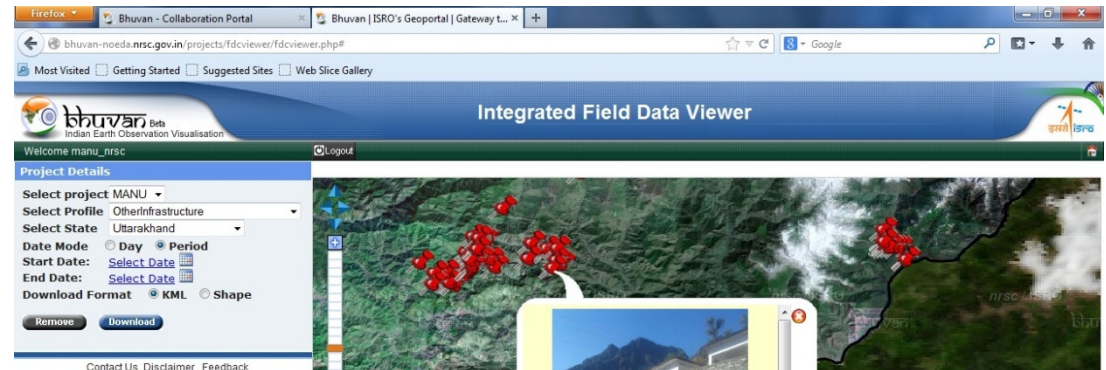 Firefox
Bhuvan - Collaboration Portal
Bhuvan | ISRO's Geoportal | Gateway t...
bhuvan-noeda.nrsc.gov.in/projects/fdcviewer/fdcviewer.php#
Google
Most Visited Getting Started Suggested Sites Web Slice Gallery
bhuvan Beta
Indian Earth Observation Visualisation
Integrated Field Data Viewer
इसरो isro
Welcome manu_nrsc
Logout
Project Details
Select project MANU
Select Profile OtherInfrastructure
Select State Uttarakhand
Date Mode Day Period
Start Date: Select Date
End Date: Select Date
Download Format KML Shape
Remove Download
Contact Us Disclaimer Feedback